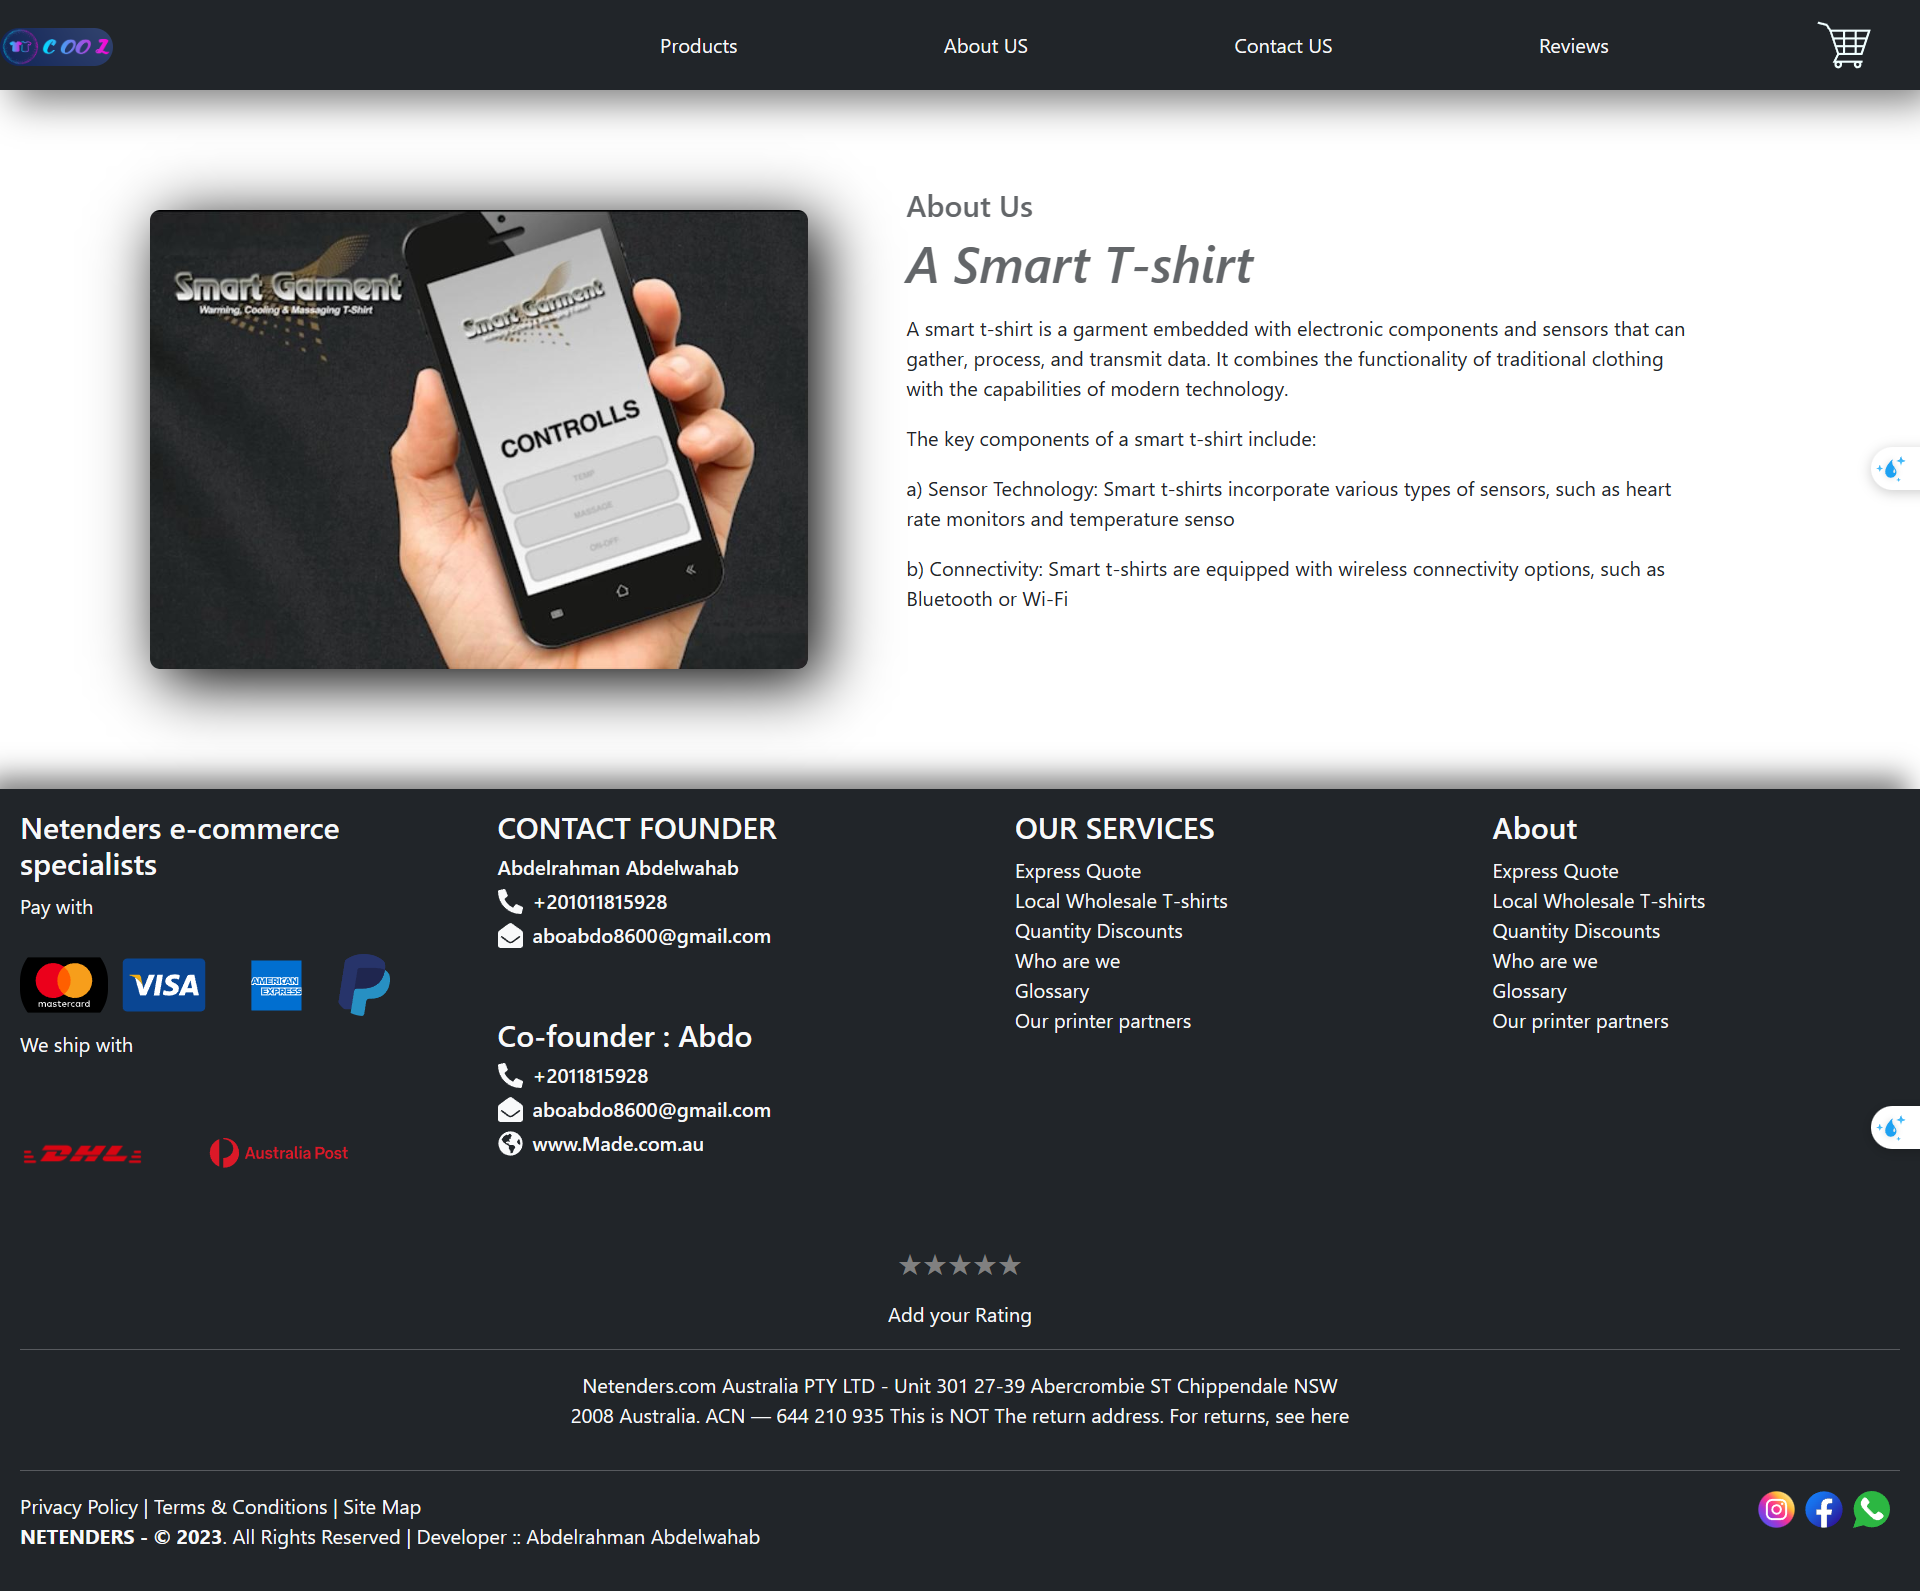 COOZ
Products
About US
Contact US
Reviews
Smart Garment
Warming, Cooling & Massaging T-Shirt
Smart Garment
CONTROLLS
TEMP
MASSAGE
ON-OFF
About Us
A Smart T-shirt
A smart t-shirt is a garment embedded with electronic components and sensors that can
gather, process, and transmit data. It combines the functionality of traditional clothing
with the capabilities of modern technology.
The key components of a smart t-shirt include:
a) Sensor Technology: Smart t-shirts incorporate various types of sensors, such as heart
rate monitors and temperature senso
b) Connectivity: Smart t-shirts are equipped with wireless connectivity options, such as
Bluetooth or Wi-Fi
Netenders e-commerce
specialists
Pay with
mastercard
VISA
AMERICAN
EXPRESS
We ship with
DHL
Australia Post
CONTACT FOUNDER
Abdelrahman Abdelwahab
+201011815928
aboabdo8600@gmail.com
Co-founder : Abdo
+2011815928
aboabdo8600@gmail.com
www.Made.com.au
OUR SERVICES
Express Quote
Local Wholesale T-shirts
Quantity Discounts
Who are we
Glossary
Our printer partners
About
Express Quote
Local Wholesale T-shirts
Quantity Discounts
Who are we
Glossary
Our printer partners
★★★★★
Add your Rating
Netenders.com Australia PTY LTD - Unit 301 27-39 Abercrombie ST Chippendale NSW
2008 Australia. ACN — 644 210 935 This is NOT The return address. For returns, see here
Privacy Policy | Terms & Conditions | Site Map
NETENDERS - © 2023. All Rights Reserved | Developer :: Abdelrahman Abdelwahab